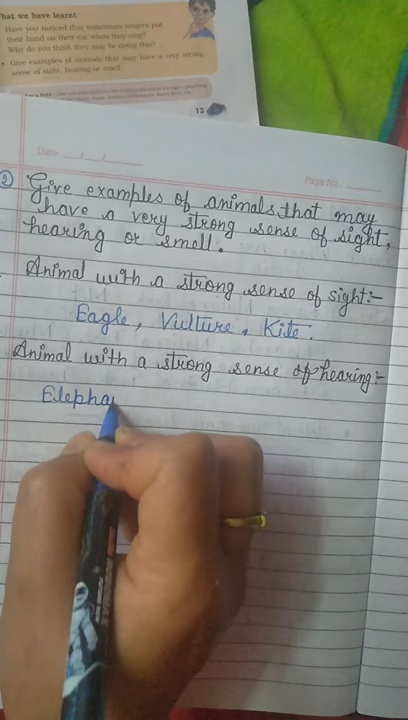 hat we have learnt
Have you noticed that sometimes singers put
their hand on their ear when they sing?
Why do you think they may be doing this?
Give examples of animals that may have a very strong
sense of sight, hearing or smell.
13
Date __/__/__
Page No.: ______
2 Give examples of animals that may
have a very strong sense of sight,
hearing or smell.
Animal with a strong sense of sight:-
Eagle, Vulture, Kite.
Animal with a strong sense of hearing:-
Elepha